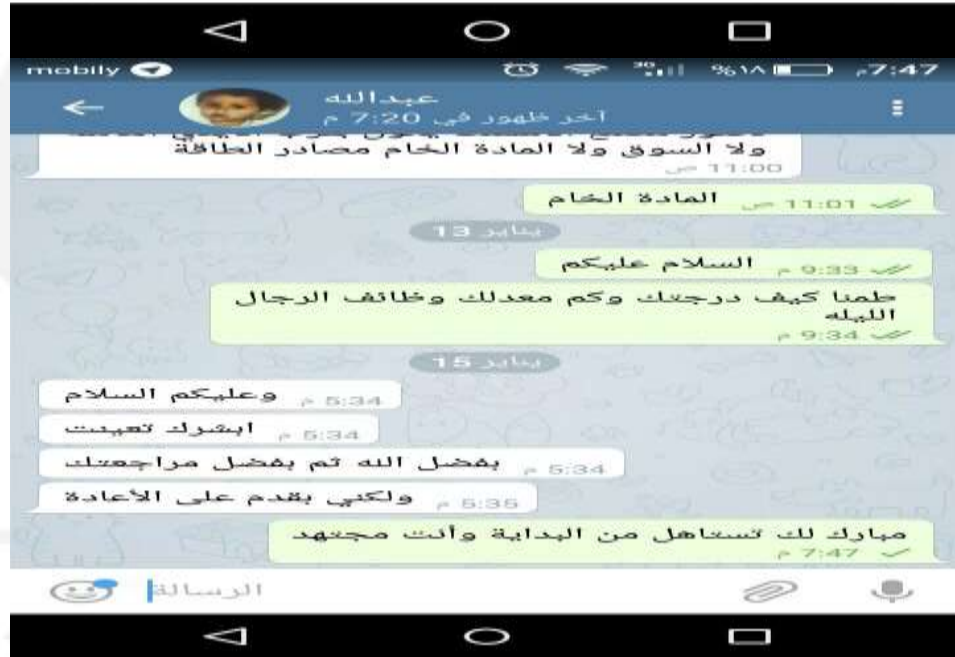 mobily
3G %١٨ 7:47 م
عبدالله
آخر ظهور في 7:20 م
ولا السوق ولا المادة الخام مصادر الطاقة
11:00 ص
المادة الخام 11:01 ص
يناير 13
السلام عليكم 9:33 م
طمنا كيف درجتك وكم معدلك وظائف الرجال
الليله
9:34 م
يناير 15
وعليكم السلام 5:34 م
ابشرك تعينت 5:34 م
بفضل الله ثم بفضل مراجعتك 5:34 م
ولكني بقدم على الأعادة 5:35 م
مبارك لك تستاهل من البداية وأنت مجتهد
7:47 م
الرسالة